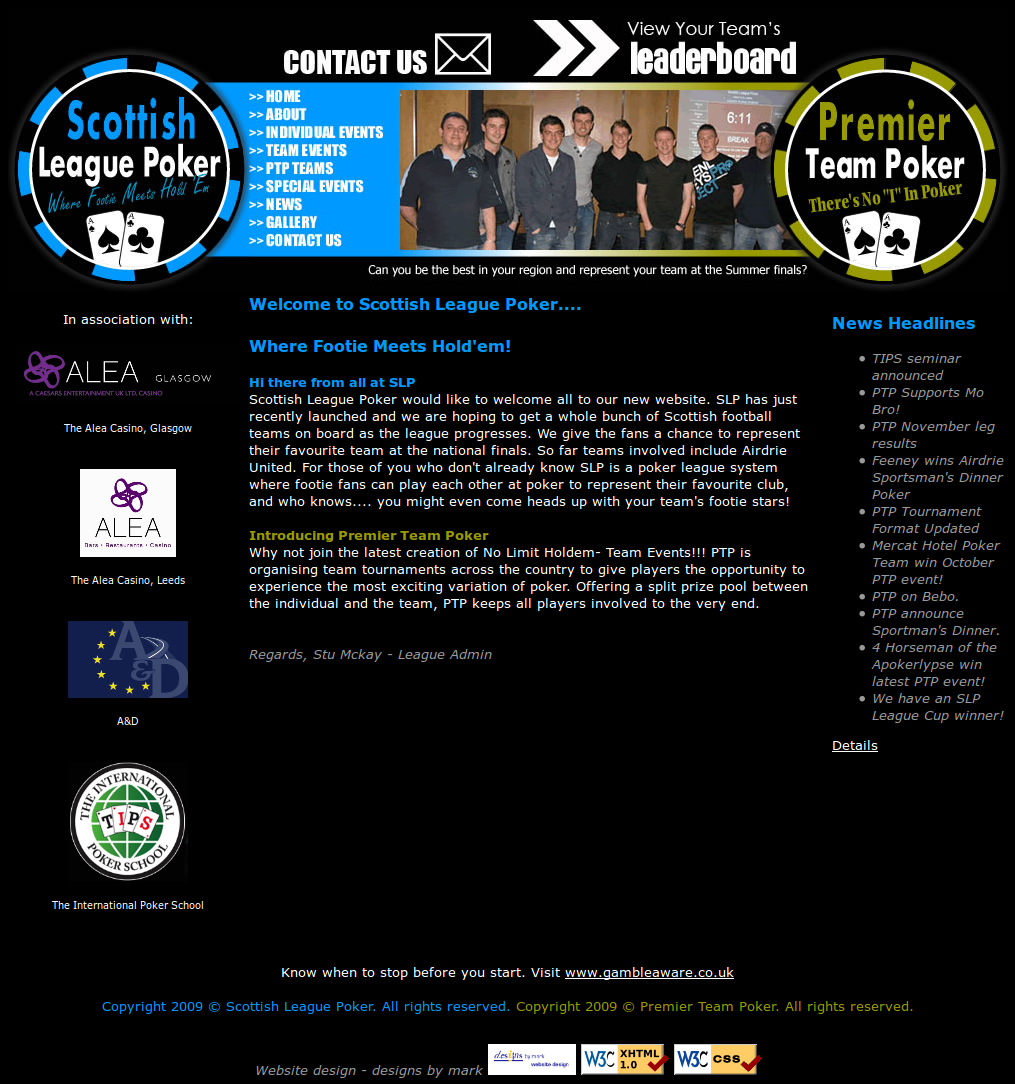 CONTACT US
View Your Team's
leaderboard
Scottish
League Poker
Where Footie Meets Hold 'Em
A
A
>> HOME
>> ABOUT
>> INDIVIDUAL EVENTS
>> TEAM EVENTS
>> PTP TEAMS
>> SPECIAL EVENTS
>> NEWS
>> GALLERY
>> CONTACT US
6:11
BREAK
Premier
Team Poker
There's No "I" In Poker
A
A
Can you be the best in your region and represent your team at the Summer finals?
In association with:
ALEA GLASGOW
A CAESARS ENTERTAINMENT UK LTD. CASINO
The Alea Casino, Glasgow
ALEA
Bars • Restaurants • Casino
The Alea Casino, Leeds
A&D
A&D
THE INTERNATIONAL
TIPS
POKER SCHOOL
The International Poker School
Welcome to Scottish League Poker....
Where Footie Meets Hold'em!
Hi there from all at SLP
Scottish League Poker would like to welcome all to our new website. SLP has just
recently launched and we are hoping to get a whole bunch of Scottish football
teams on board as the league progresses. We give the fans a chance to represent
their favourite team at the national finals. So far teams involved include Airdrie
United. For those of you who don't already know SLP is a poker league system
where footie fans can play each other at poker to represent their favourite club,
and who knows.... you might even come heads up with your team's footie stars!
Introducing Premier Team Poker
Why not join the latest creation of No Limit Holdem- Team Events!!! PTP is
organising team tournaments across the country to give players the opportunity to
experience the most exciting variation of poker. Offering a split prize pool between
the individual and the team, PTP keeps all players involved to the very end.
Regards, Stu Mckay - League Admin
News Headlines
• TIPS seminar
announced
• PTP Supports Mo
Bro!
• PTP November leg
results
• Feeney wins Airdrie
Sportsman's Dinner
Poker
• PTP Tournament
Format Updated
• Mercat Hotel Poker
Team win October
PTP event!
• PTP on Bebo.
• PTP announce
Sportman's Dinner.
• 4 Horseman of the
Apokerlypse win
latest PTP event!
• We have an SLP
League Cup winner!
Details
Know when to stop before you start. Visit www.gambleaware.co.uk
Copyright 2009 © Scottish League Poker. All rights reserved. Copyright 2009 © Premier Team Poker. All rights reserved.
Website design - designs by mark
designs by mark
website design
W3C XHTML
1.0
W3C CSS